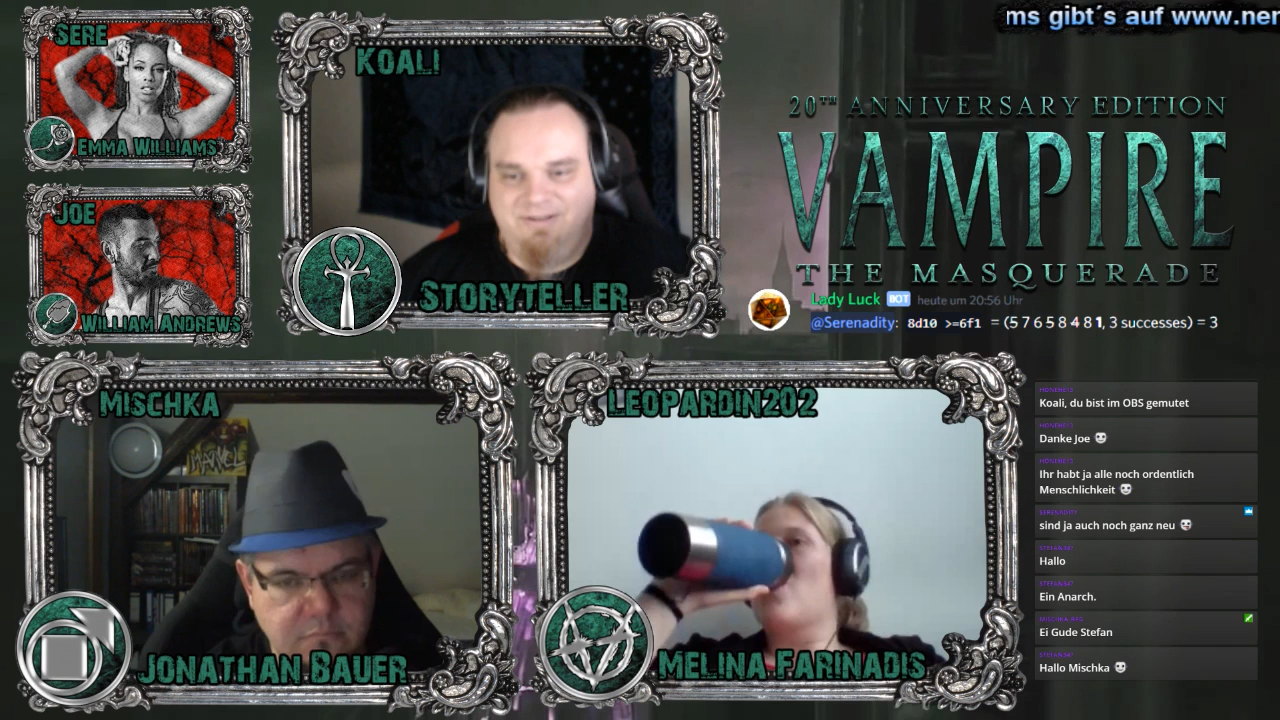 ms gibt´s auf www.ner
SERE
EMMA WILLIAMS
JOE
WILLIAM ANDREWS
KOALI
STORYTELLER
20TH ANNIVERSARY EDITION
VAMPIRE
THE MASQUERADE
Lady Luck BOT heute um 20:56 Uhr
@Serenadity: 8d10 >=6f1 = (5 7 6 5 8 4 8 1, 3 successes) = 3
MISCHKA
JONATHAN BAUER
LEOPARDIN202
MELINA FARINADIS
Koali, du bist im OBS gemutet
Danke Joe
Ihr habt ja alle noch ordentlich
Menschlichkeit
SERENADITY
sind ja auch noch ganz neu
STEFAN347
Hallo
STEFAN347
Ein Anarch.
Ei Gude Stefan
STEFAN347
Hallo Mischka